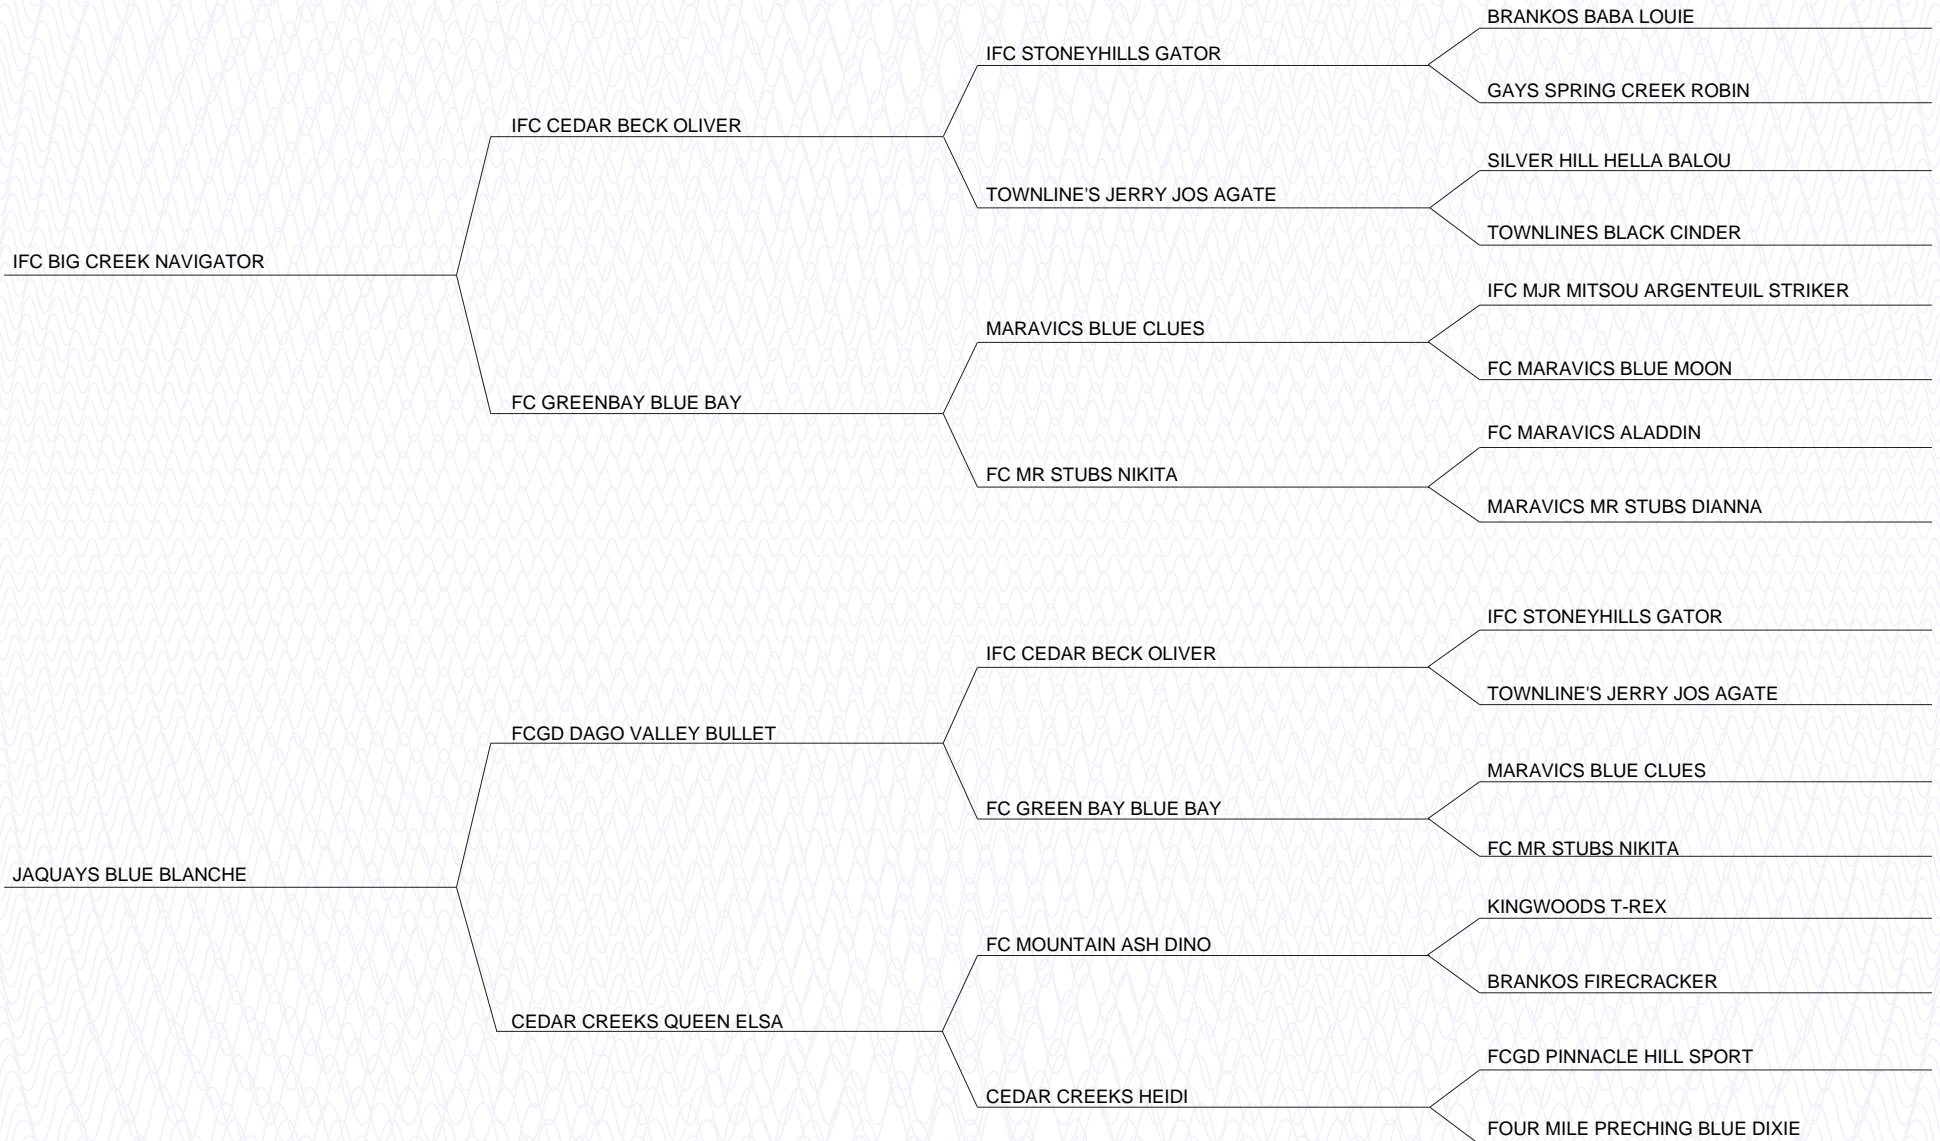 BRANKOS BABA LOUIE
IFC STONEYHILLS GATOR
GAYS SPRING CREEK ROBIN
IFC CEDAR BECK OLIVER
SILVER HILL HELLA BALOU
TOWNLINE'S JERRY JOS AGATE
TOWNLINES BLACK CINDER
IFC BIG CREEK NAVIGATOR
IFC MJR MITSOU ARGENTEUIL STRIKER
MARAVICS BLUE CLUES
FC MARAVICS BLUE MOON
FC GREENBAY BLUE BAY
FC MARAVICS ALADDIN
FC MR STUBS NIKITA
MARAVICS MR STUBS DIANNA
IFC STONEYHILLS GATOR
IFC CEDAR BECK OLIVER
TOWNLINE'S JERRY JOS AGATE
FCGD DAGO VALLEY BULLET
MARAVICS BLUE CLUES
FC GREEN BAY BLUE BAY
FC MR STUBS NIKITA
JAQUAYS BLUE BLANCHE
KINGWOODS T-REX
FC MOUNTAIN ASH DINO
BRANKOS FIRECRACKER
CEDAR CREEKS QUEEN ELSA
FCGD PINNACLE HILL SPORT
CEDAR CREEKS HEIDI
FOUR MILE PRECHING BLUE DIXIE